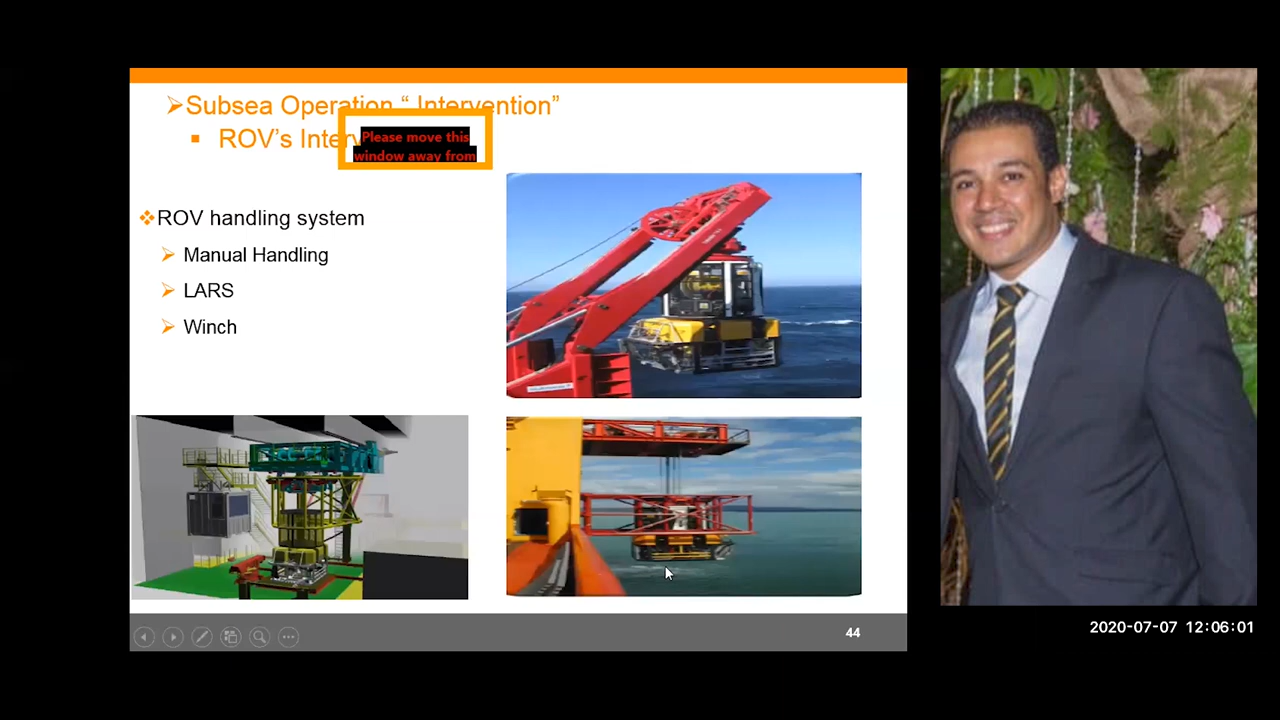 ➢Subsea Operation “ Intervention”
▪ ROV’s Interv
Please move this
window away from
❖ROV handling system
➢ Manual Handling
➢ LARS
➢ Winch
44
2020-07-07 12:06:01